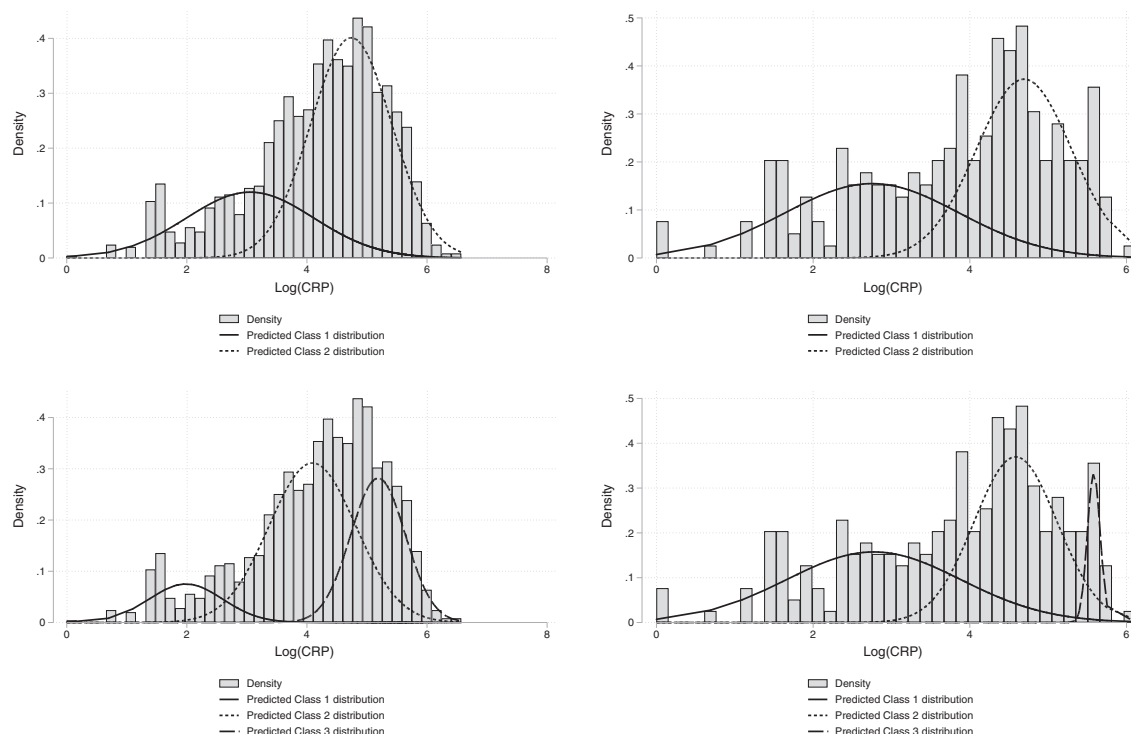 .4
.3
.2
.1
0
Density
0 2 4 6 8
Log(CRP)
Density
Predicted Class 1 distribution
Predicted Class 2 distribution
.5
.4
.3
.2
.1
0
Density
0 2 4 6
Log(CRP)
Density
Predicted Class 1 distribution
Predicted Class 2 distribution
.4
.3
.2
.1
0
Density
0 2 4 6 8
Log(CRP)
Density
Predicted Class 1 distribution
Predicted Class 2 distribution
Predicted Class 3 distribution
.5
.4
.3
.2
.1
0
Density
0 2 4 6
Log(CRP)
Density
Predicted Class 1 distribution
Predicted Class 2 distribution
Predicted Class 3 distribution